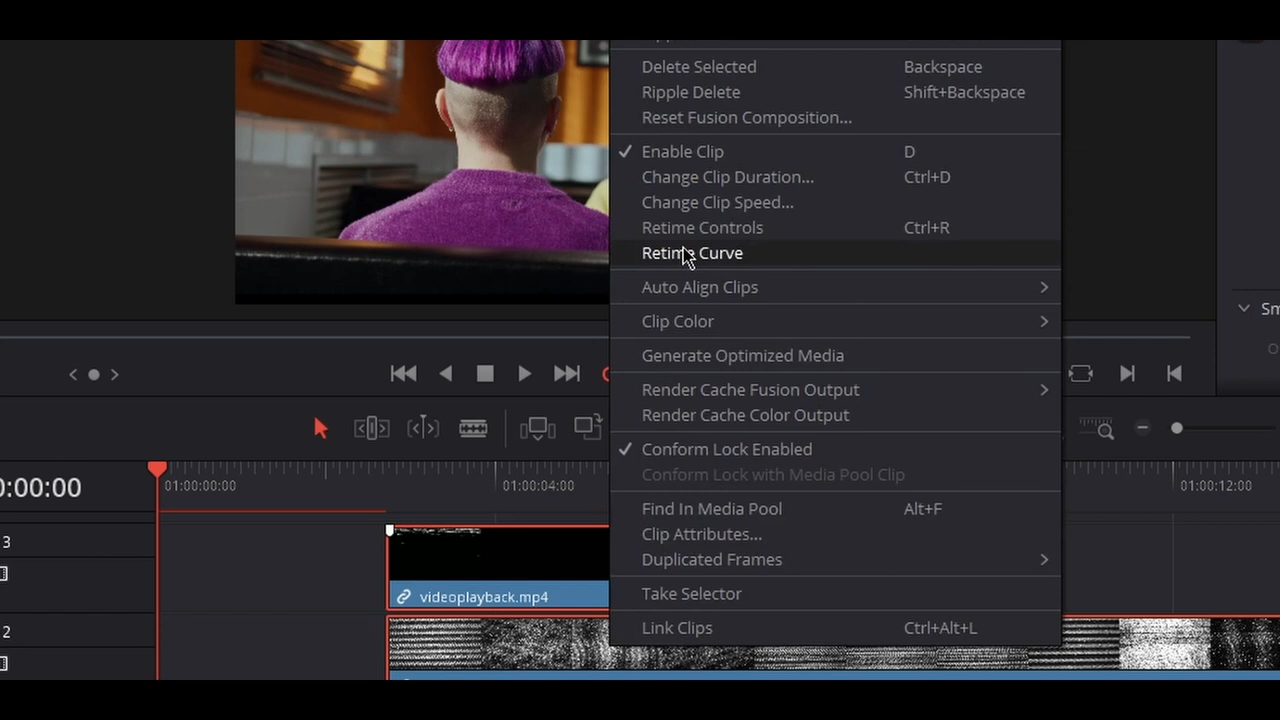 Delete Selected Backspace
Ripple Delete Shift+Backspace
Reset Fusion Composition...
Enable Clip D
Change Clip Duration... Ctrl+D
Change Clip Speed...
Retime Controls Ctrl+R
Retime Curve
Auto Align Clips
Clip Color
Generate Optimized Media
Render Cache Fusion Output
Render Cache Color Output
Conform Lock Enabled
Conform Lock with Media Pool Clip
Find In Media Pool Alt+F
Clip Attributes...
Duplicated Frames
Take Selector
Link Clips Ctrl+Alt+L
0:00:00
01:00:00:00
01:00:04:00
01:00:12:00
3
videoplayback.mp4
2